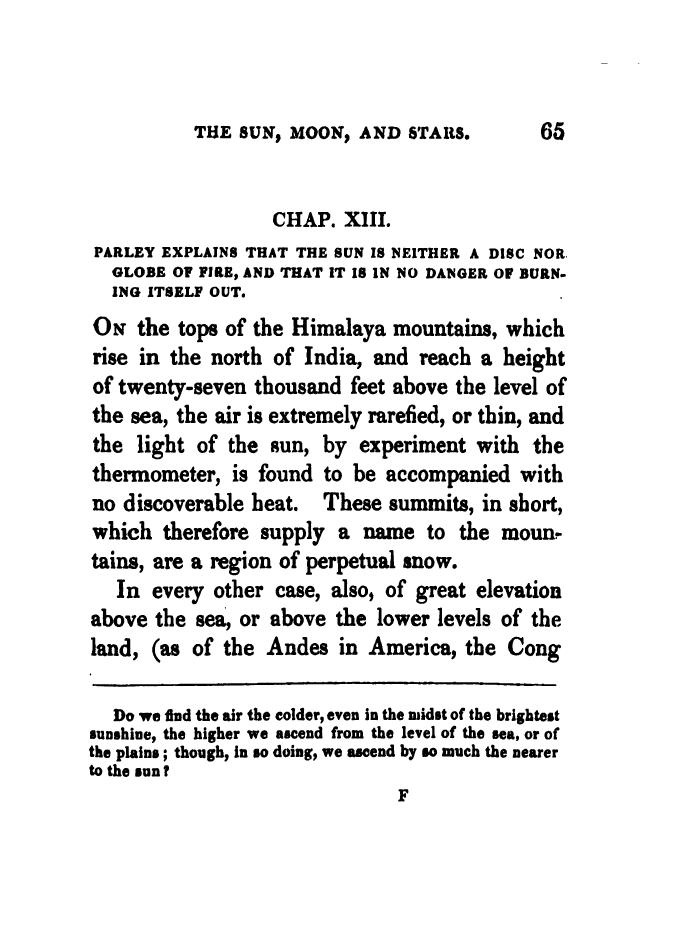 THE SUN, MOON, AND STARS. 65
CHAP. XIII.
PARLEY EXPLAINS THAT THE SUN IS NEITHER A DISC NOR
GLOBE OF FIRE, AND THAT IT IS IN NO DANGER OF BURN-
ING ITSELF OUT.
On the tops of the Himalaya mountains, which
rise in the north of India, and reach a height
of twenty-seven thousand feet above the level of
the sea, the air is extremely rarefied, or thin, and
the light of the sun, by experiment with the
thermometer, is found to be accompanied with
no discoverable heat. These summits, in short,
which therefore supply a name to the moun-
tains, are a region of perpetual snow.
In every other case, also, of great elevation
above the sea, or above the lower levels of the
land, (as of the Andes in America, the Cong
Do we find the air the colder, even in the midst of the brightest
sunshine, the higher we ascend from the level of the sea, or of
the plains; though, in so doing, we ascend by so much the nearer
to the sun?
F